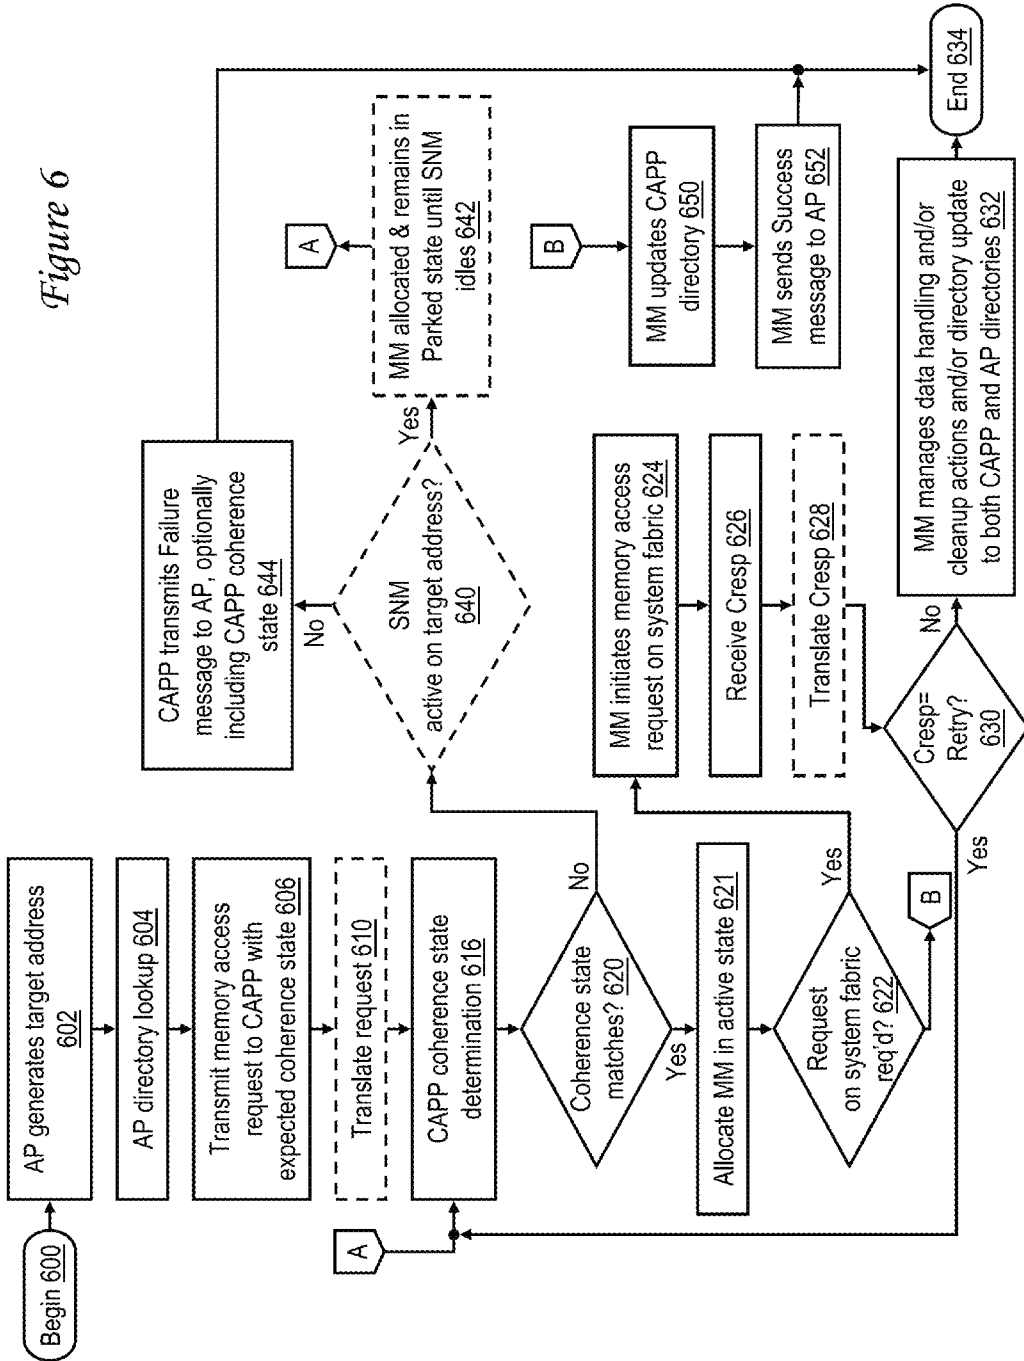 Figure 6
Begin 600
AP generates target address
602
AP directory lookup 604
Transmit memory access
request to CAPP with
expected coherence state 606
Translate request 610
A
CAPP coherence state
determination 616
Coherence state
matches? 620
No
Yes
Allocate MM in active state 621
Request
on system fabric
req'd? 622
Yes
B
CAPP transmits Failure
message to AP, optionally
including CAPP coherence
state 644
No
SNM
active on target address?
640
Yes
MM allocated & remains in
Parked state until SNM
idles 642
A
MM initiates memory access
request on system fabric 624
Receive Cresp 626
Translate Cresp 628
Cresp=
Retry?
630
Yes
No
B
MM updates CAPP
directory 650
MM sends Success
message to AP 652
MM manages data handling and/or
cleanup actions and/or directory update
to both CAPP and AP directories 632
End 634